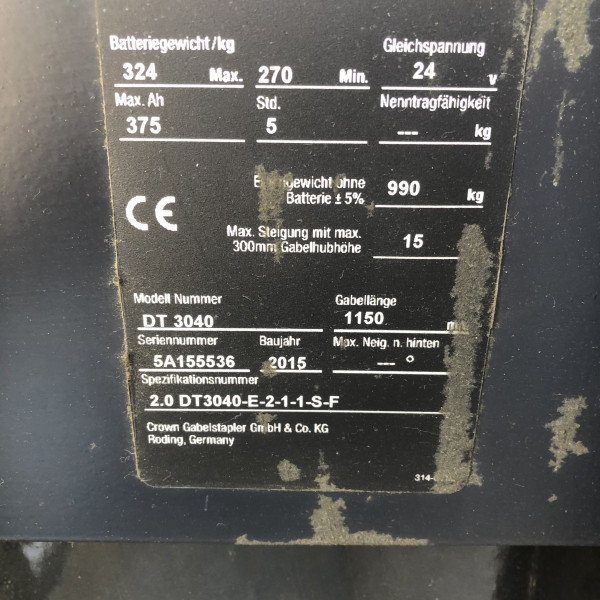 Batteriegewicht/kg Gleichspannung
324 Max. 270 Min. 24 v
Max. Ah Std. Nenntragfähigkeit
375 5 --- kg
ohne
Batterie ± 5% 990 kg
CE
Max. Steigung mit max.
300mm Gabelhubhöhe 15
Modell Nummer Gabellänge
DT 3040 1150
Seriennummer Baujahr Max. Neig. n. hinten
5A155536 2015 --- °
Spezifikationsnummer
2.0 DT3040-E-2-1-1-S-F
Crown Gabelstapler GmbH & Co. KG
Roding, Germany